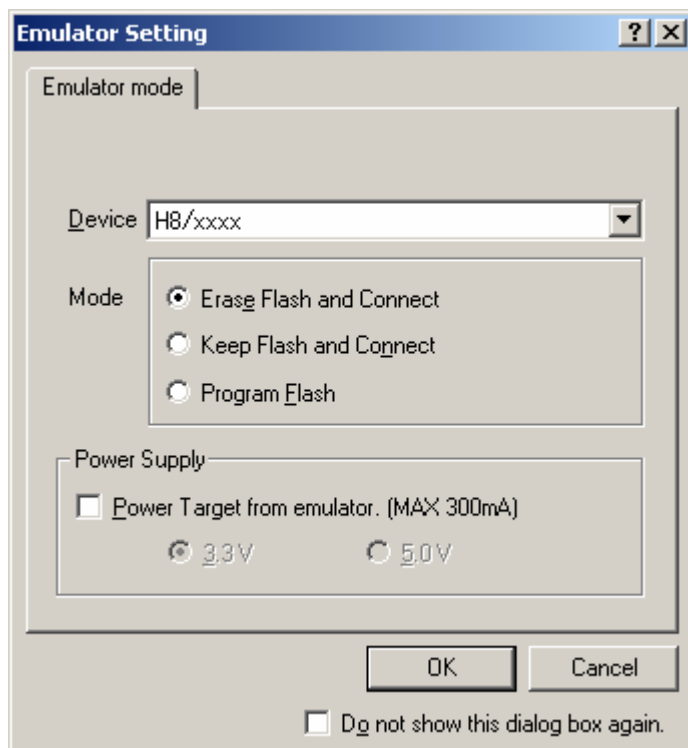 Emulator Setting
Emulator mode
Device H8/xxxx
Mode
Erase Flash and Connect
Keep Flash and Connect
Program Flash
Power Supply
Power Target from emulator. (MAX 300mA)
3.3V 5.0V
OK Cancel
Do not show this dialog box again.